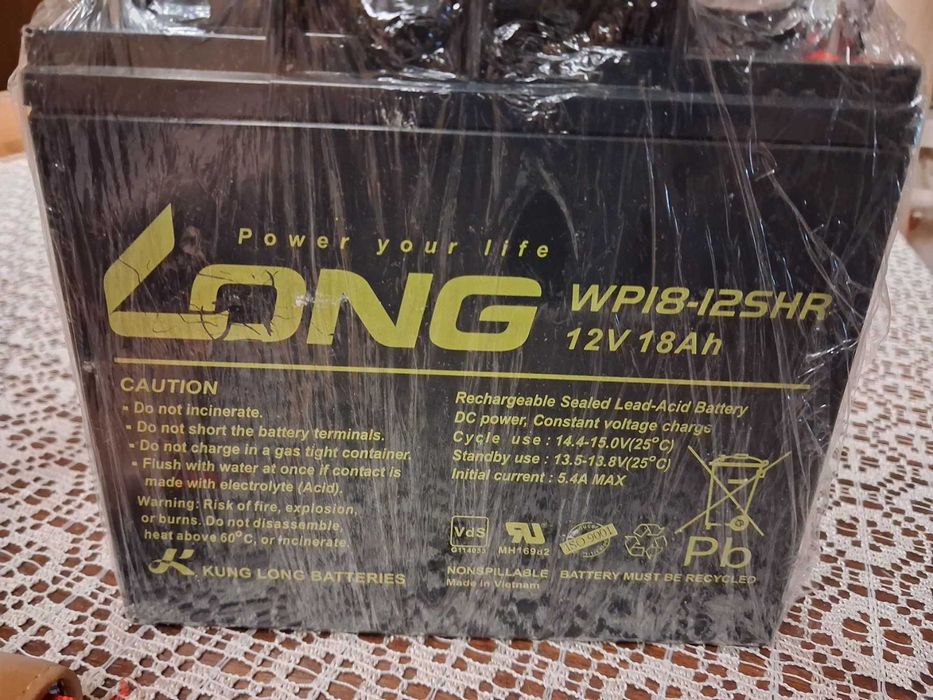 Power your life
LONG
WP18-12SHR
12V 18Ah
CAUTION
▪ Do not incinerate.
▪ Do not short the battery terminals.
▪ Do not charge in a gas tight container.
▪ Flush with water at once if contact is
made with electrolyte (Acid).
Warning: Risk of fire, explosion,
or burns. Do not disassemble,
heat above 60°C, or incinerate.
KUNG LONG BATTERIES
Rechargeable Sealed Lead-Acid Battery
DC power, Constant voltage charge
Cycle use : 14.4-15.0V(25°C)
Standby use : 13.5-13.8V(25°C)
Initial current : 5.4A MAX
VdS
MH16982
ISO 9001
Pb
NONSPILLABLE BATTERY MUST BE RECYCLED
Made in Vietnam